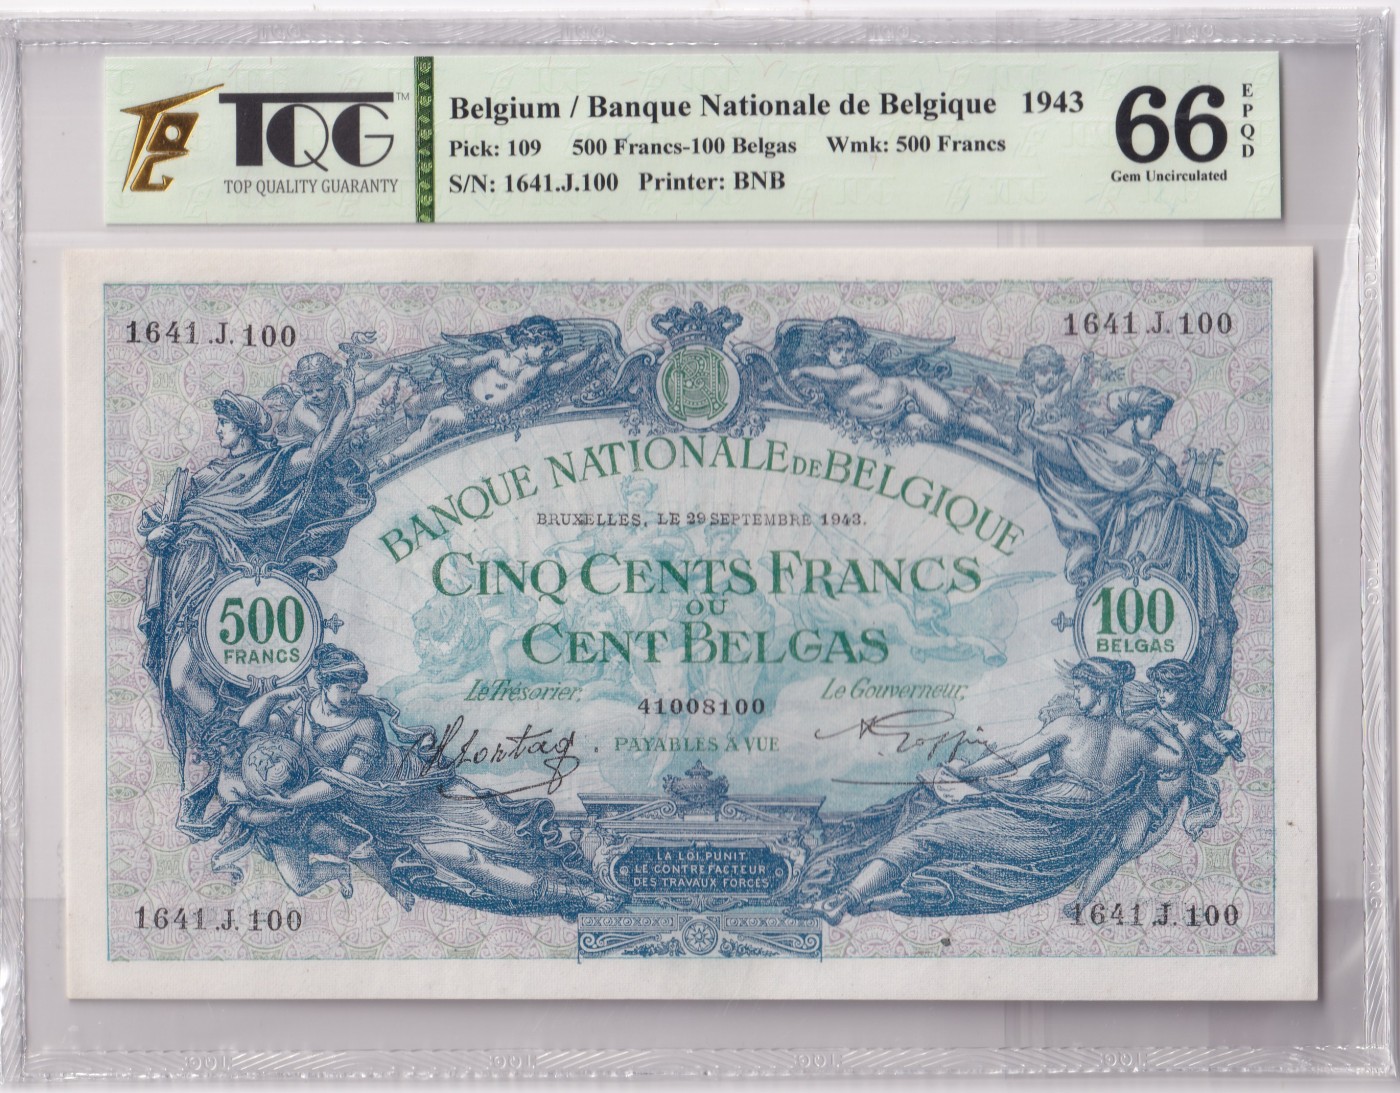 TQG™
TOP QUALITY GUARANTY
Belgium / Banque Nationale de Belgique 1943
Pick: 109 500 Francs-100 Belgas Wmk: 500 Francs
S/N: 1641.J.100 Printer: BNB
66 EPQD
Gem Uncirculated
1641.J.100 1641.J.100
BANQUE NATIONALE DE BELGIQUE
BRUXELLES, LE 29 SEPTEMBRE 1943.
CINQ CENTS FRANCS
OU
CENT BELGAS
500 FRANCS
100 BELGAS
Le Trésorier, Le Gouverneur,
41008100
PAYABLES À VUE
LA LOI PUNIT
LE CONTREFACTEUR
DES TRAVAUX FORCÉS
1641.J.100 1641.J.100